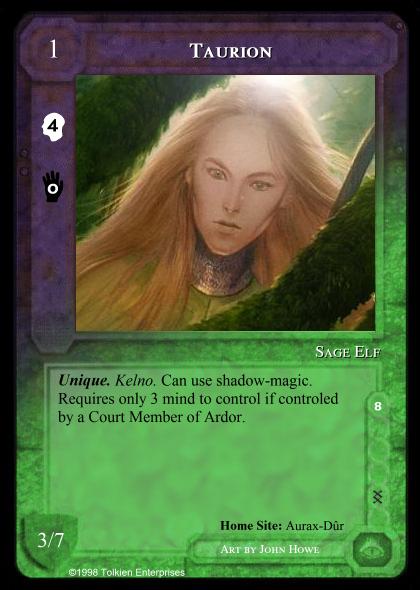 1
TAURION
4
0
SAGE ELF
Unique. Kelno. Can use shadow-magic.
Requires only 3 mind to control if controled
by a Court Member of Ardor.
8
Home Site: Aurax-Dûr
3/7
ART BY JOHN HOWE
©1998 Tolkien Enterprises